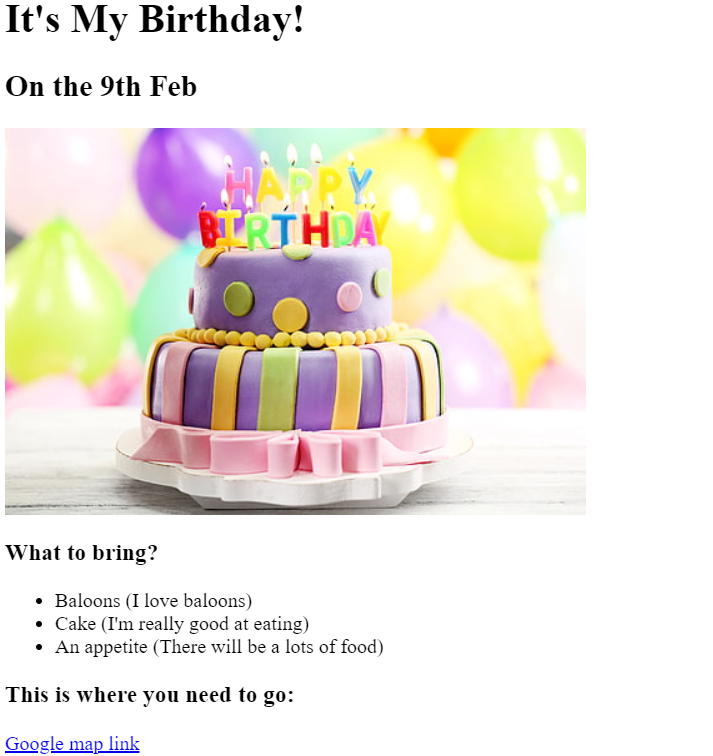 It's My Birthday!
On the 9th Feb
HAPPY
BIRTHDAY
What to bring?
Baloons (I love baloons)
Cake (I'm really good at eating)
An appetite (There will be a lots of food)
This is where you need to go:
Google map link